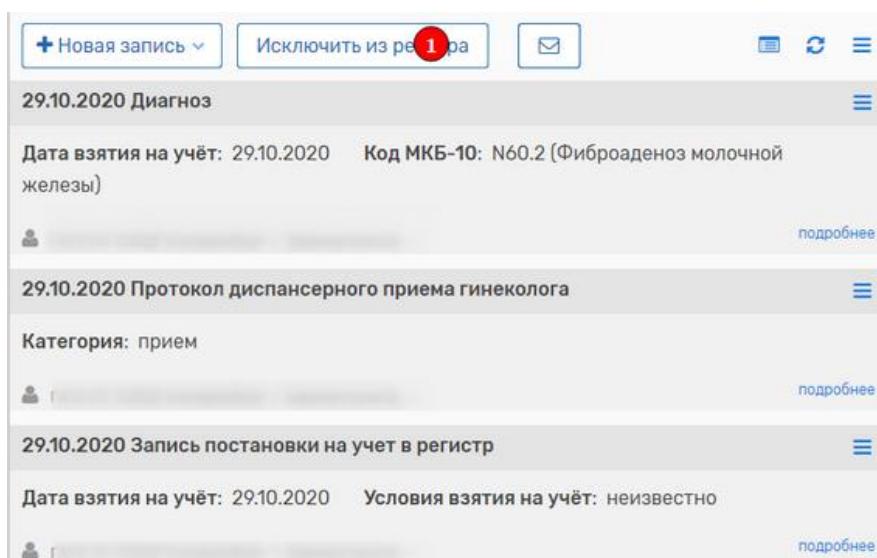 Новая запись Исключить из ре 1 ра
29.10.2020 Диагноз
Дата взятия на учёт: 29.10.2020 Код МКБ-10: N60.2 (Фиброаденоз молочной
железы)
подробнее
29.10.2020 Протокол диспансерного приема гинеколога
Категория: прием
подробнее
29.10.2020 Запись постановки на учет в регистр
Дата взятия на учёт: 29.10.2020 Условия взятия на учёт: неизвестно
подробнее